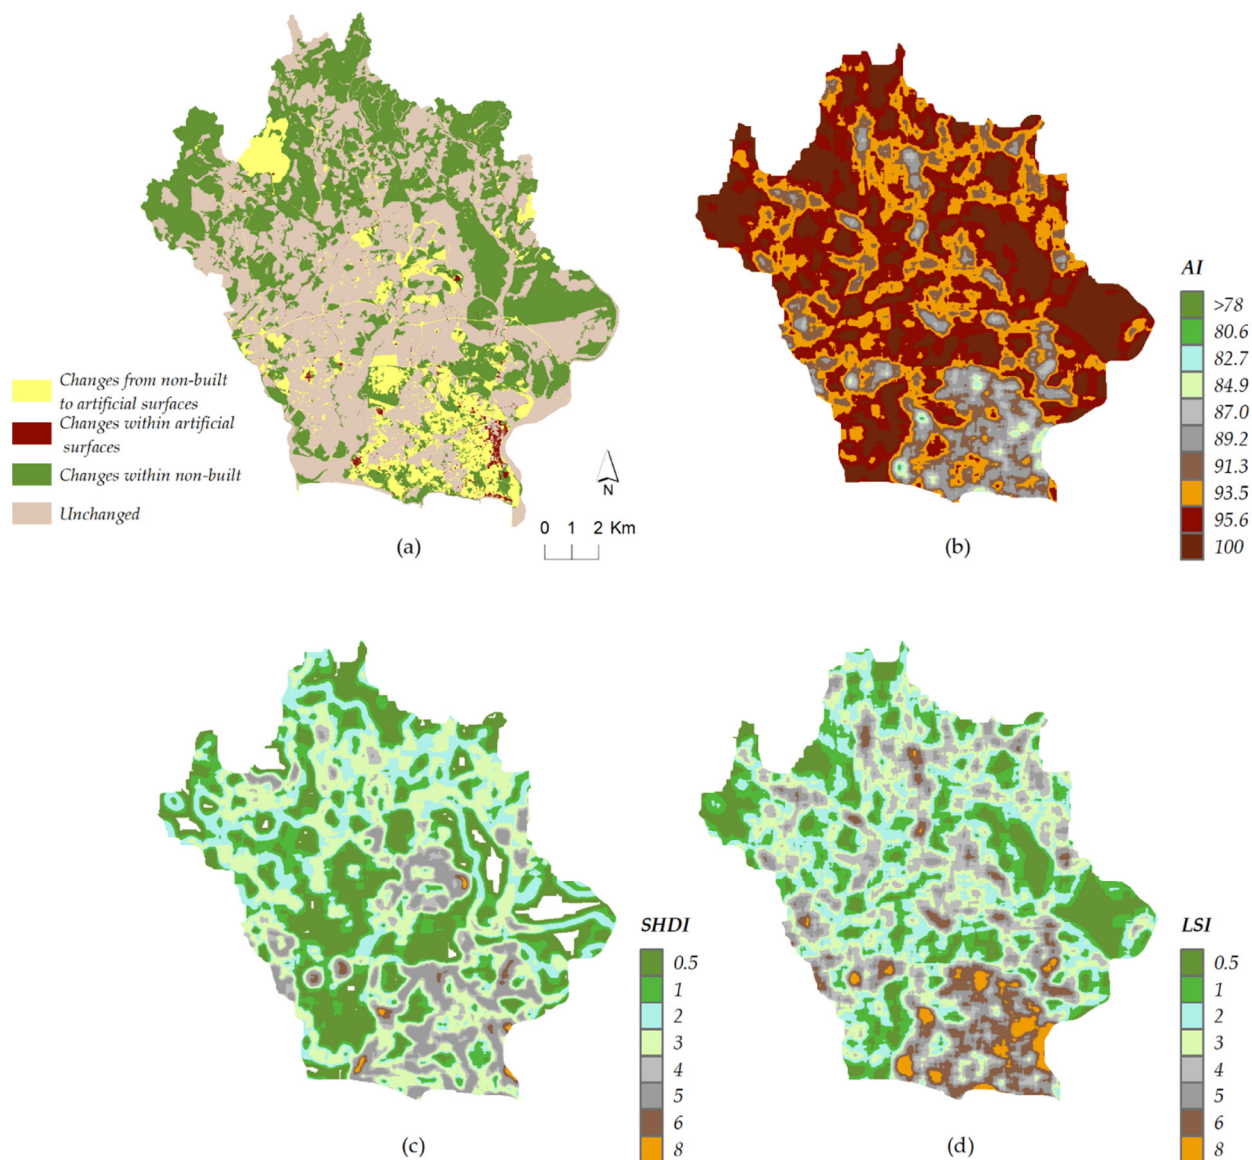 Changes from non-built
to artificial surfaces
Changes within artificial
surfaces
Changes within non-built
Unchanged
N
0 1 2 Km
(a)
AI
>78
80.6
82.7
84.9
87.0
89.2
91.3
93.5
95.6
100
(b)
SHDI
0.5
1
2
3
4
5
6
8
(c)
LSI
0.5
1
2
3
4
5
6
8
(d)